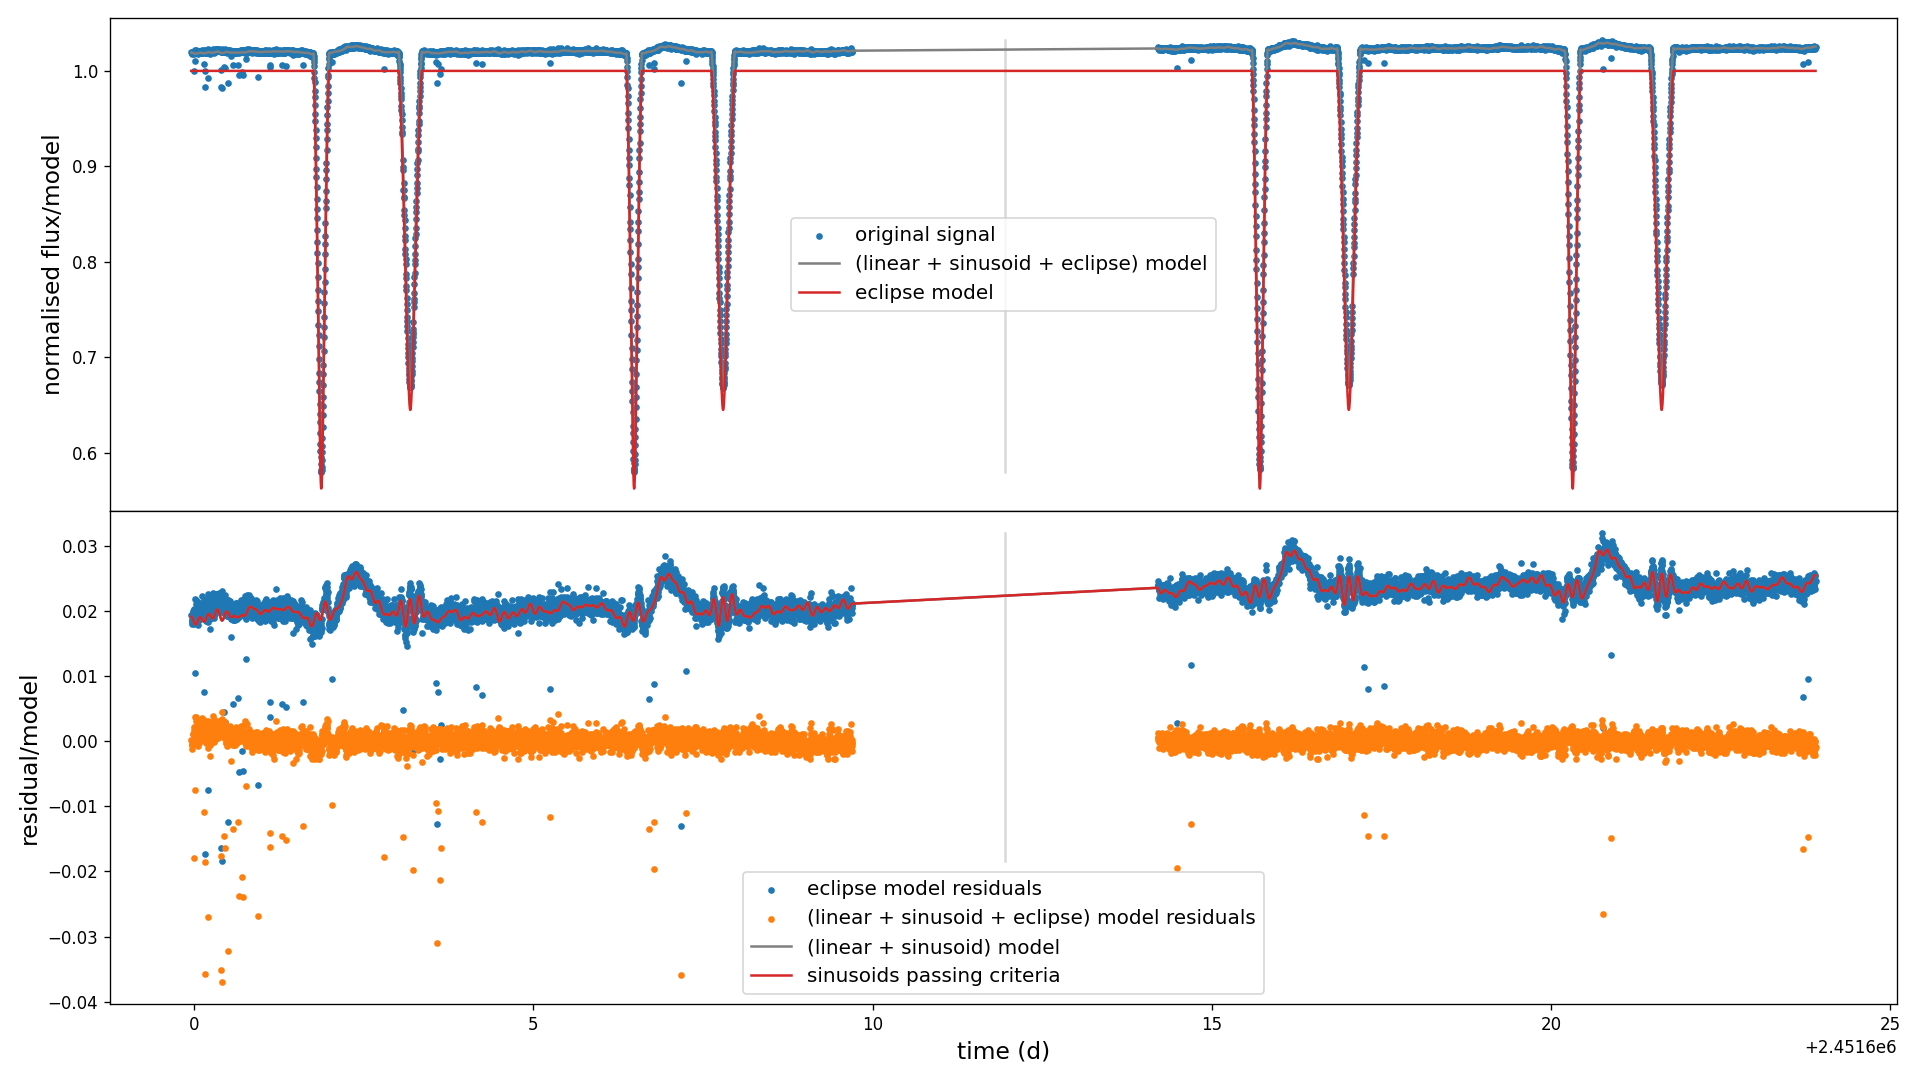 normalised flux/model
1.0
0.9
0.8
0.7
0.6
original signal
(linear + sinusoid + eclipse) model
eclipse model
residual/model
0.03
0.02
0.01
0.00
−0.01
−0.02
−0.03
−0.04
eclipse model residuals
(linear + sinusoid + eclipse) model residuals
(linear + sinusoid) model
sinusoids passing criteria
0 5 10 15 20 25
time (d)
+2.4516e6